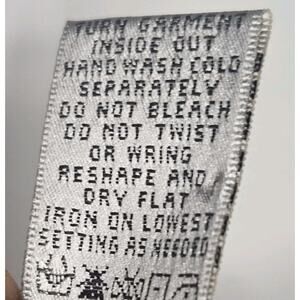 TURN GARMENT
INSIDE OUT
HAND WASH COLD
SEPARATELY
DO NOT BLEACH
DO NOT TWIST
OR WRING
RESHAPE AND
DRY FLAT
IRON ON LOWEST
SETTING AS NEEDED